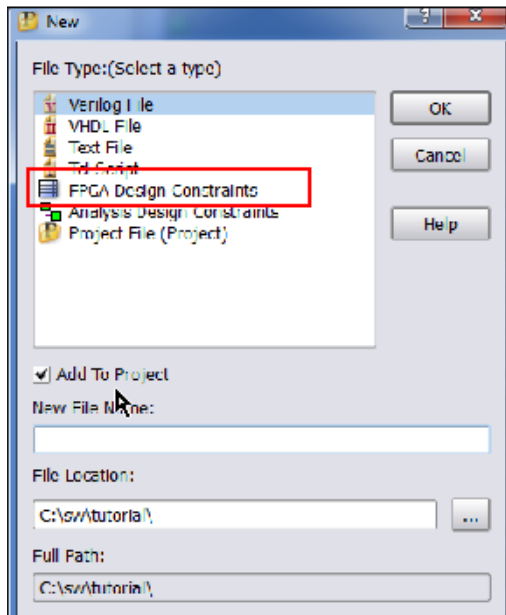 New
File Type:(Select a type)
Verilog File
VHDL File
Text File
Tcl Script
FPGA Design Constraints
Analysis Design Constraints
Project File (Project)
OK
Cancel
Help
Add To Project
New File Name:
File Location:
C:\sw\tutorial\
...
Full Path:
C:\sw\tutorial\